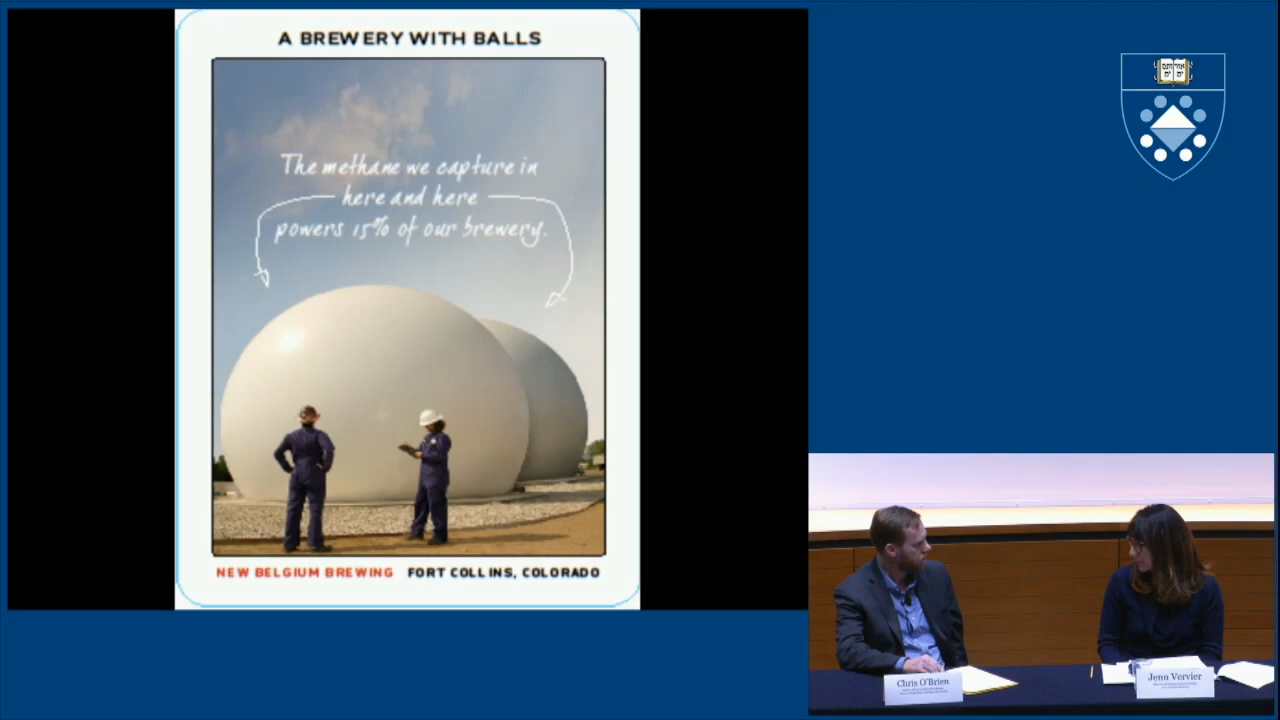 A BREWERY WITH BALLS
The methane we capture in
here and here
powers 15% of our brewery.
NEW BELGIUM BREWING FORT COLLINS, COLORADO
Chris O'Brien
Jenn Vervier